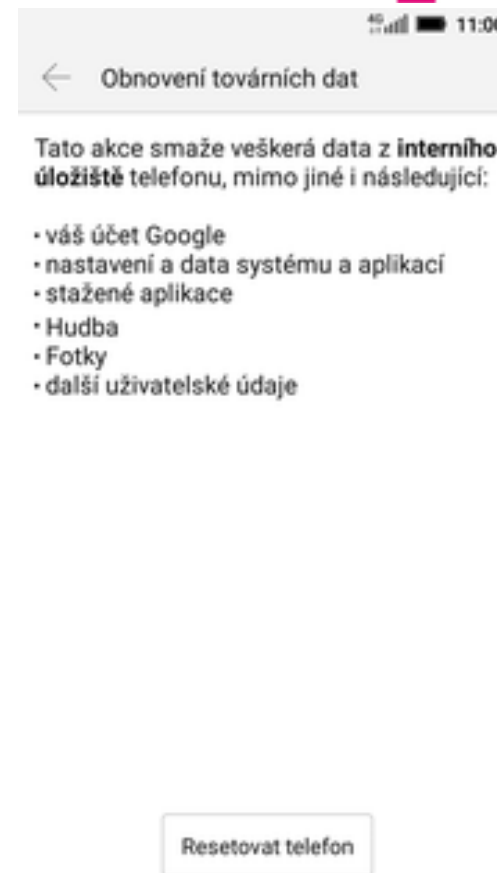 4G 11:00
Obnovení továrních dat
Tato akce smaže veškerá data z interního
úložiště telefonu, mimo jiné i následující:
• váš účet Google
• nastavení a data systému a aplikací
• stažené aplikace
• Hudba
• Fotky
• další uživatelské údaje
Resetovat telefon